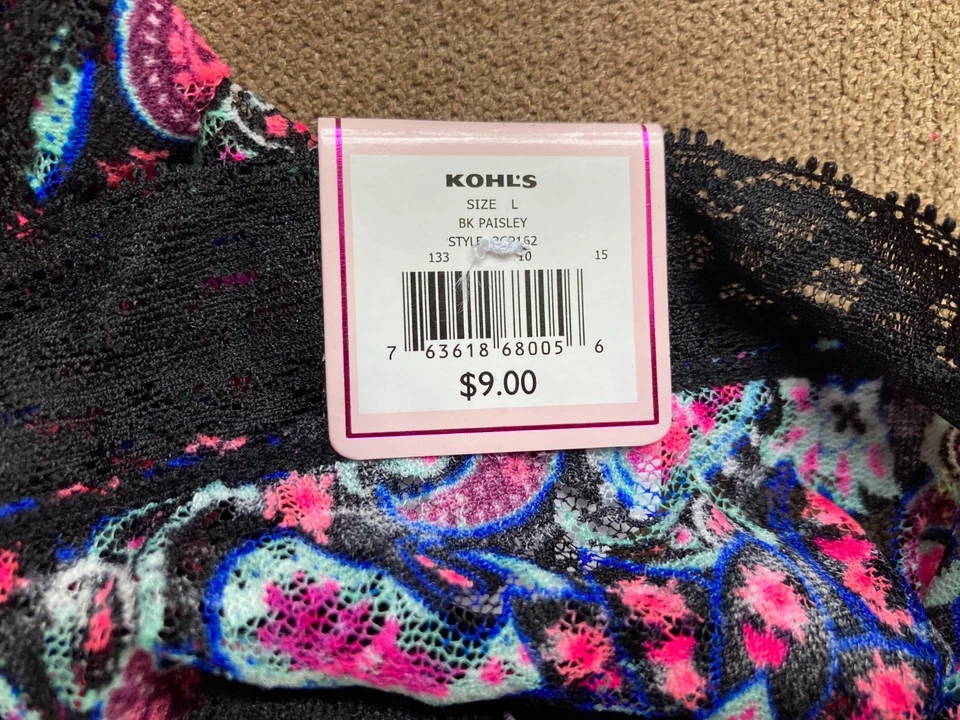 KOHL'S
SIZE L
BK PAISLEY
STYLE
133 10 15
7 63618 68005 6
$9.00